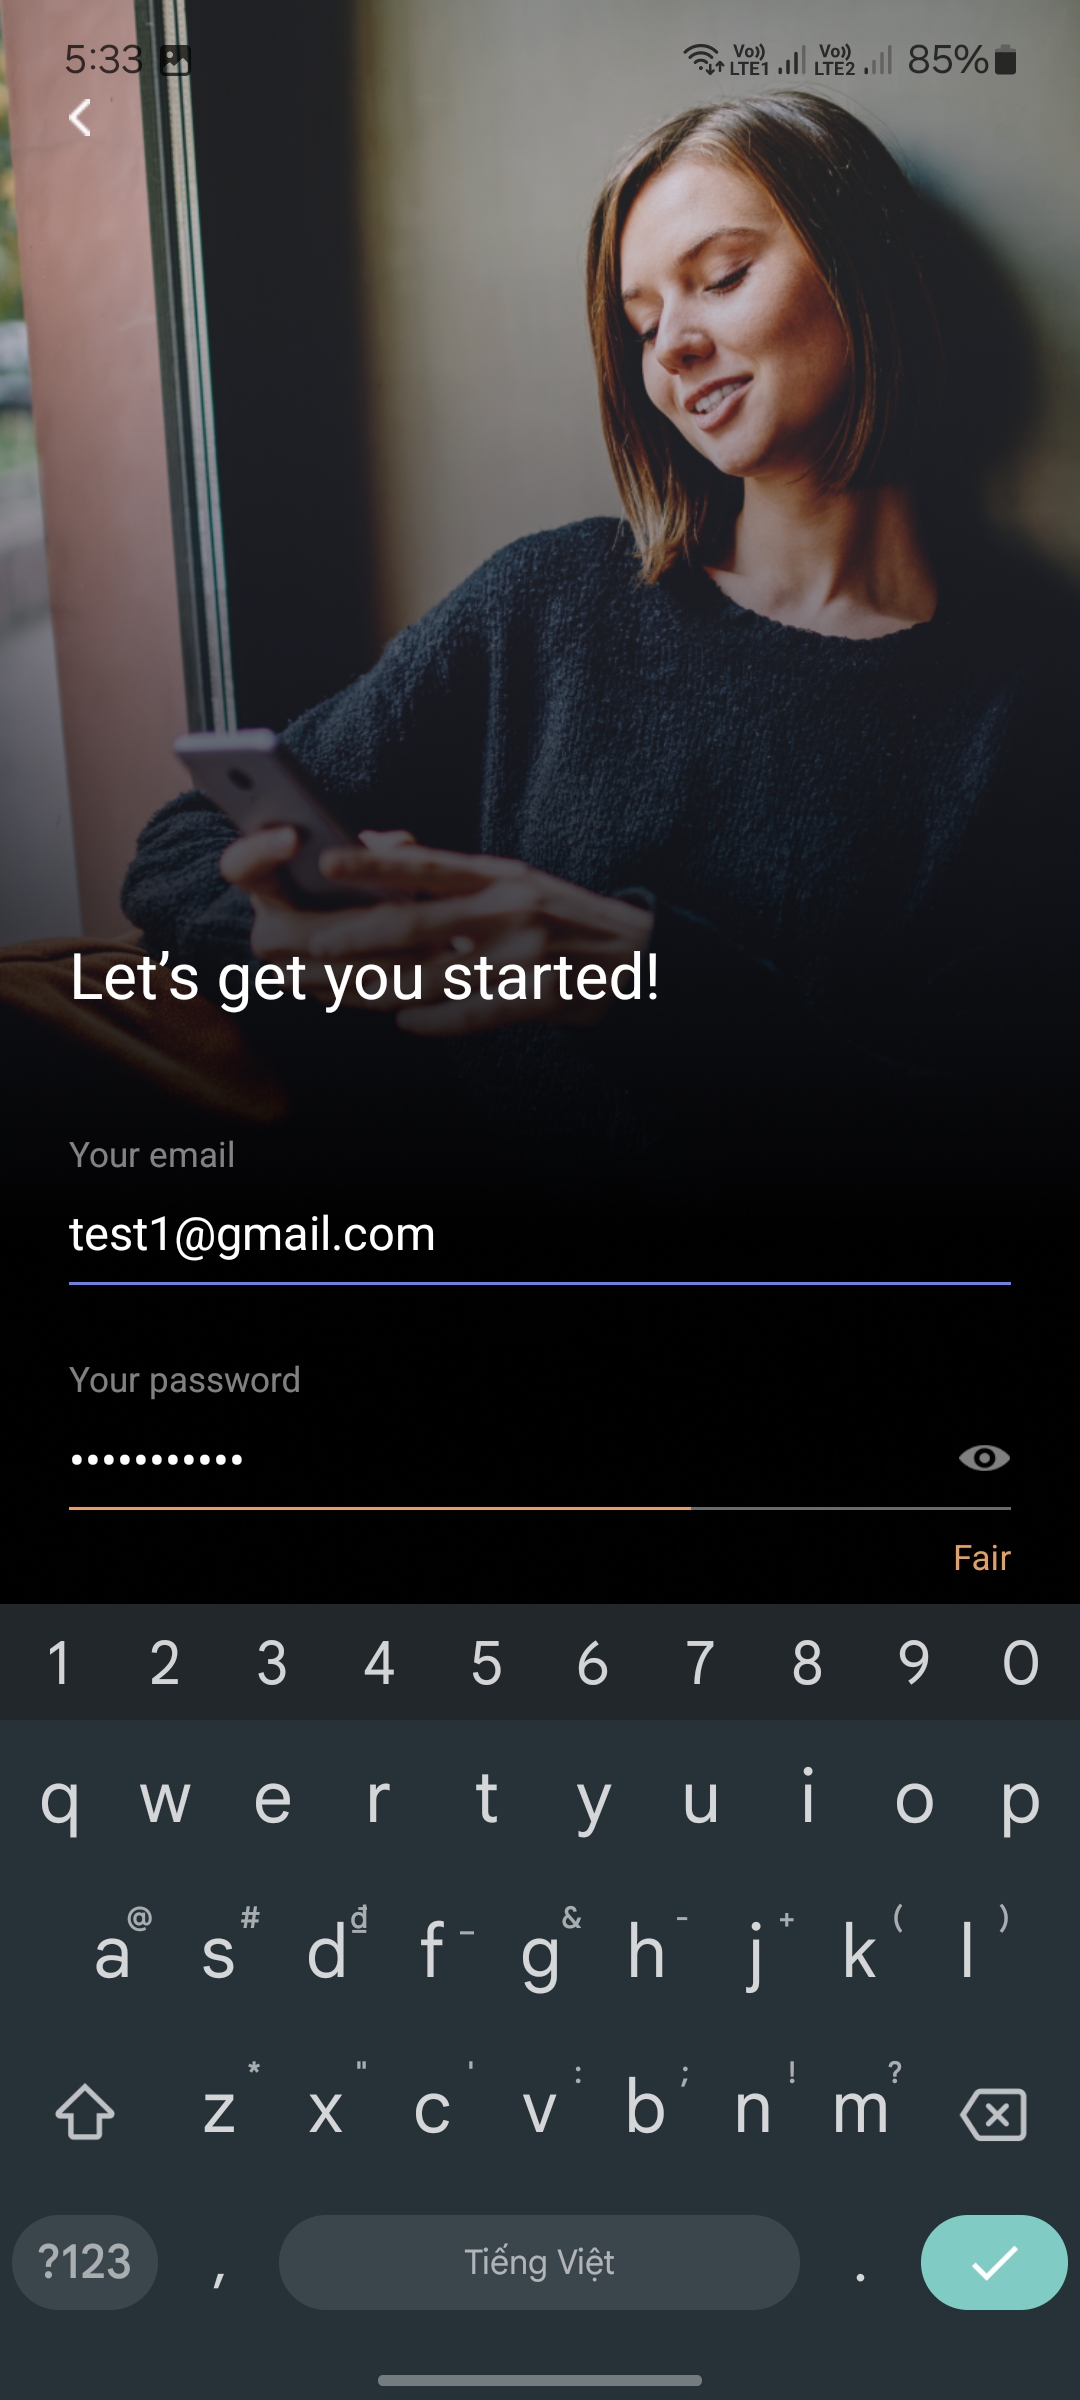 5:33 Vo)) LTE1 Vo)) LTE2 85%
Let's get you started!
Your email
test1@gmail.com
Your password
•••••••••••
Fair
1 2 3 4 5 6 7 8 9 0
q w e r t y u i o p
@ # đ _ & - + ( )
a s d f g h j k l
* " ' : ; ! ?
z x c v b n m
?123 , Tiếng Việt .